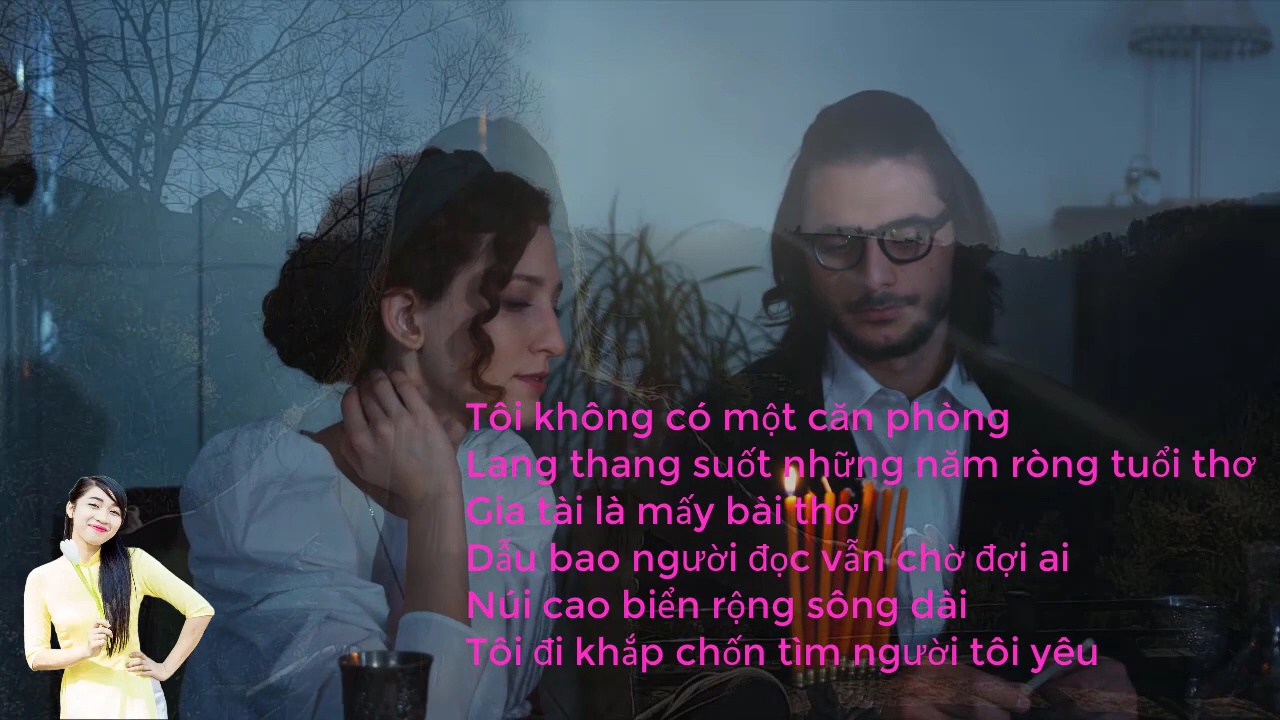 Tôi không có một căn phòng
Lang thang suốt những năm ròng tuổi thơ
Gia tài là mấy bài thơ
Dẫu bao người đọc vẫn chờ đợi ai
Núi cao biển rộng sông dài
Tôi đi khắp chốn tìm người tôi yêu